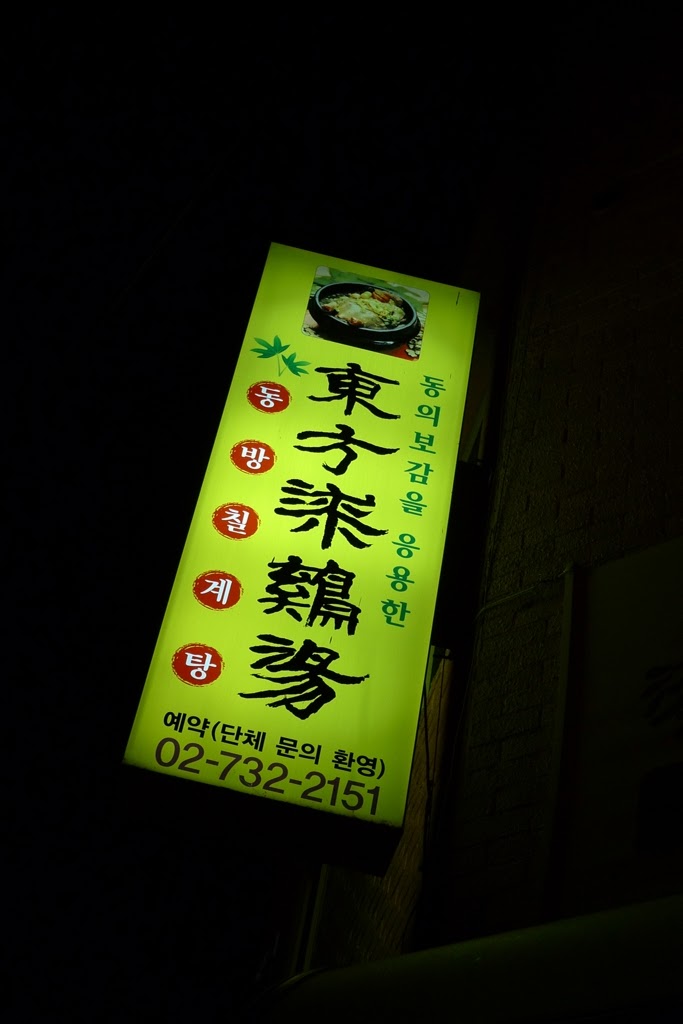 동의보감을 응용한
東方漆鷄湯
동방칠계탕
예약(단체 문의 환영)
02-732-2151